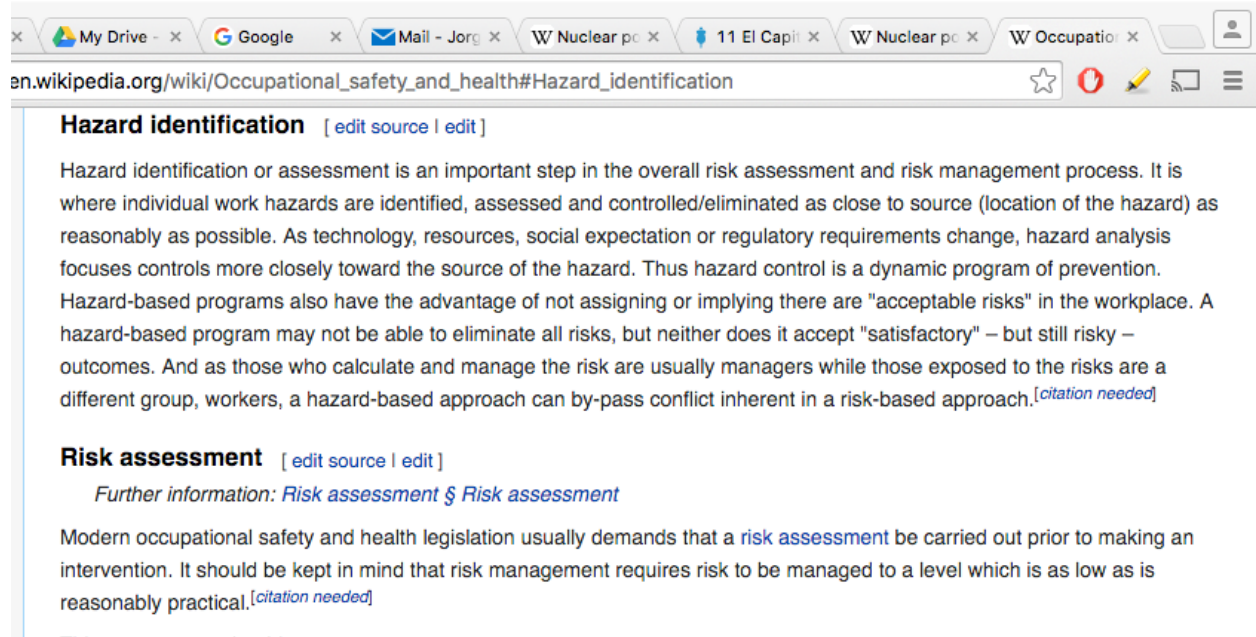 My Drive -
Google
Mail - Jorg
Nuclear po
11 El Capit
Nuclear po
Occupation
en.wikipedia.org/wiki/Occupational_safety_and_health#Hazard_identification
Hazard identification [ edit source | edit ]
Hazard identification or assessment is an important step in the overall risk assessment and risk management process. It is
where individual work hazards are identified, assessed and controlled/eliminated as close to source (location of the hazard) as
reasonably as possible. As technology, resources, social expectation or regulatory requirements change, hazard analysis
focuses controls more closely toward the source of the hazard. Thus hazard control is a dynamic program of prevention.
Hazard-based programs also have the advantage of not assigning or implying there are "acceptable risks" in the workplace. A
hazard-based program may not be able to eliminate all risks, but neither does it accept "satisfactory" – but still risky –
outcomes. And as those who calculate and manage the risk are usually managers while those exposed to the risks are a
different group, workers, a hazard-based approach can by-pass conflict inherent in a risk-based approach.[citation needed]
Risk assessment [ edit source | edit ]
Further information: Risk assessment § Risk assessment
Modern occupational safety and health legislation usually demands that a risk assessment be carried out prior to making an
intervention. It should be kept in mind that risk management requires risk to be managed to a level which is as low as is
reasonably practical.[citation needed]